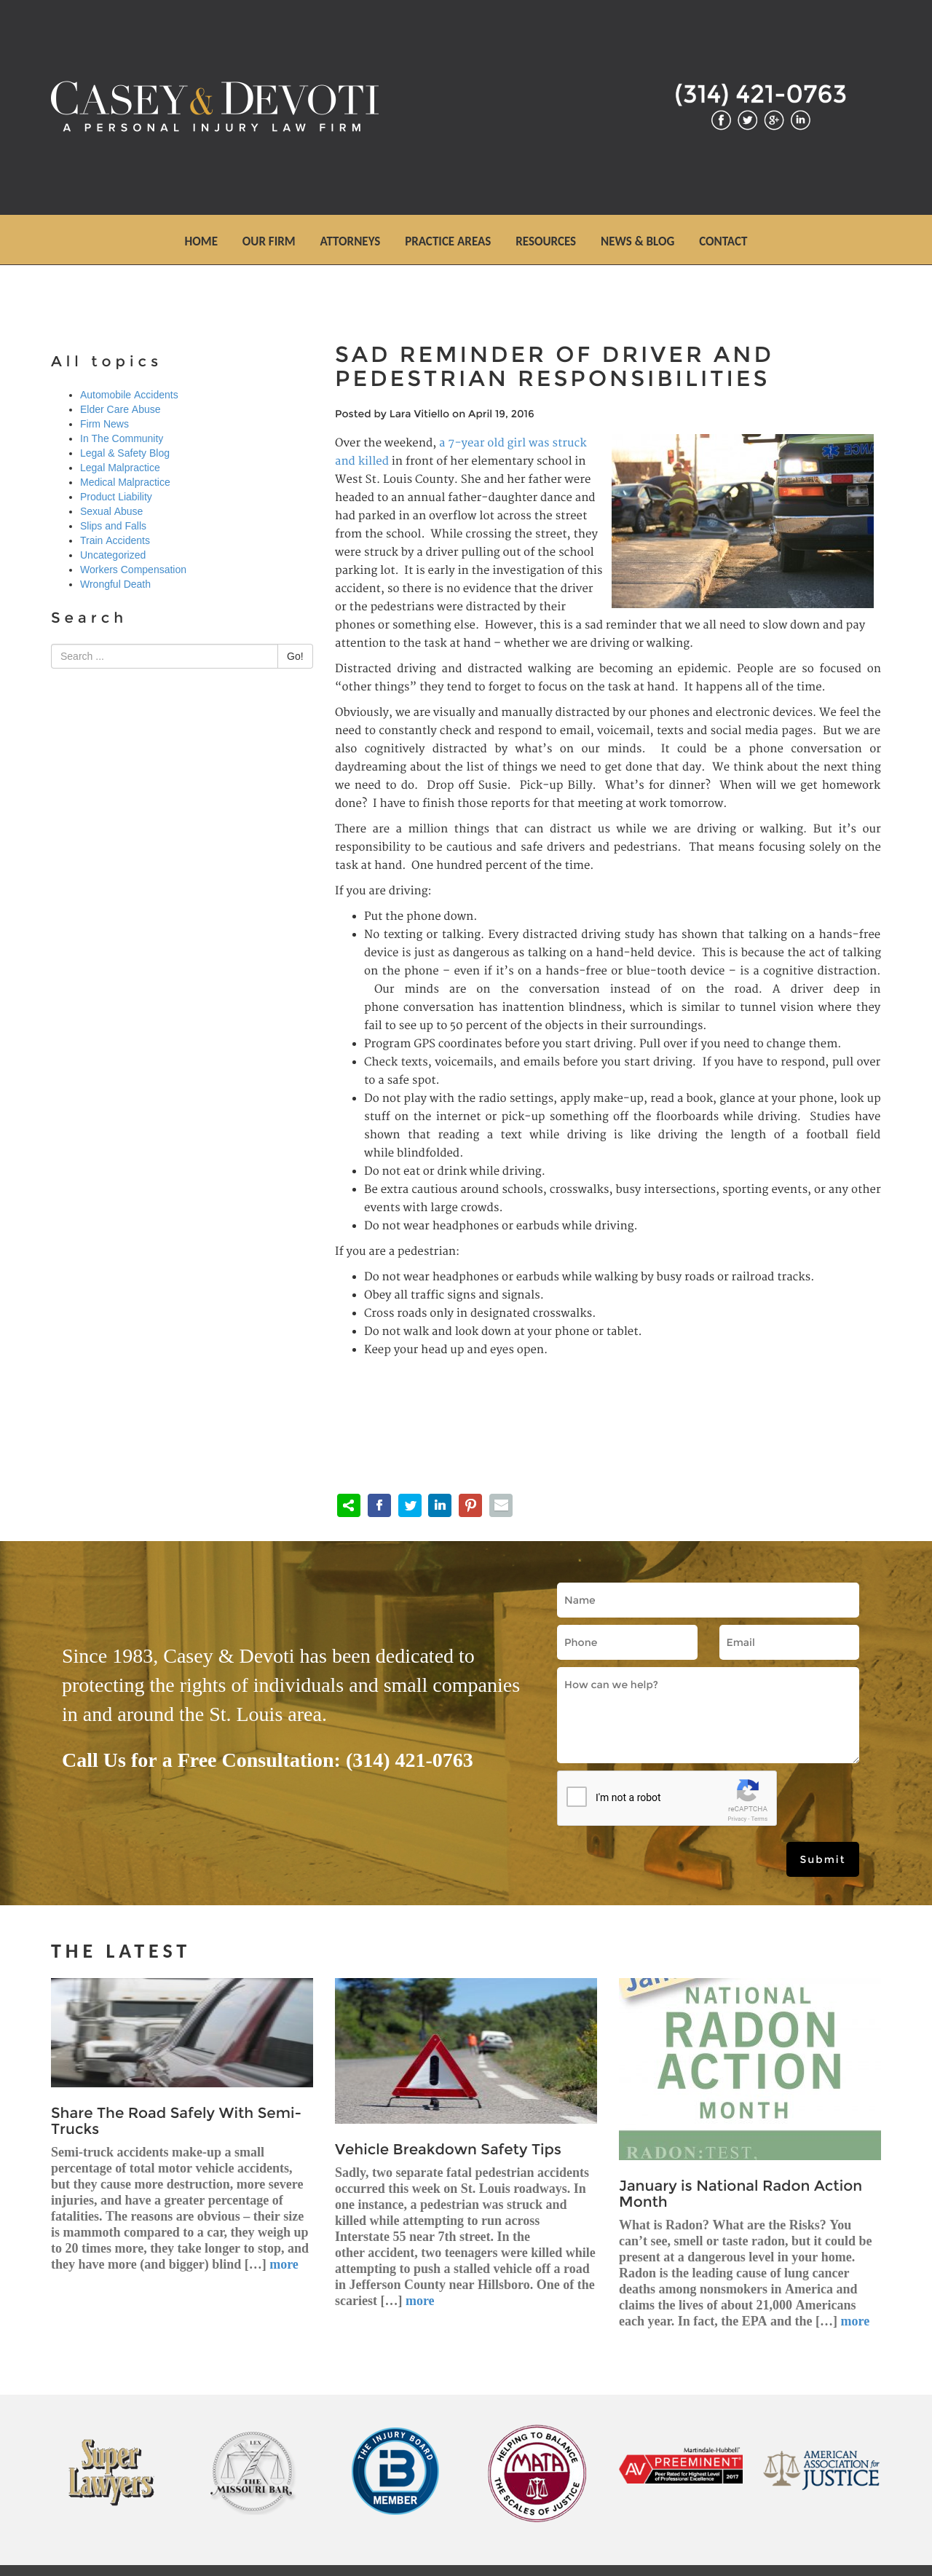 CASEY & DEVOTI
A PERSONAL INJURY LAW FIRM
(314) 421-0763
HOME OUR FIRM ATTORNEYS PRACTICE AREAS RESOURCES NEWS & BLOG CONTACT
All topics
Automobile Accidents
Elder Care Abuse
Firm News
In The Community
Legal & Safety Blog
Legal Malpractice
Medical Malpractice
Product Liability
Sexual Abuse
Slips and Falls
Train Accidents
Uncategorized
Workers Compensation
Wrongful Death
Search
Search ...
Go!
SAD REMINDER OF DRIVER AND
PEDESTRIAN RESPONSIBILITIES
Posted by Lara Vitiello on April 19, 2016
Over the weekend, a 7-year old girl was struck
and killed in front of her elementary school in
West St. Louis County. She and her father were
headed to an annual father-daughter dance and
had parked in an overflow lot across the street
from the school.  While crossing the street, they
were struck by a driver pulling out of the school
parking lot.  It is early in the investigation of this
accident, so there is no evidence that the driver
or the pedestrians were distracted by their
phones or something else.  However, this is a sad reminder that we all need to slow down and pay
attention to the task at hand – whether we are driving or walking.
Distracted driving and distracted walking are becoming an epidemic. People are so focused on
“other things” they tend to forget to focus on the task at hand.  It happens all of the time.
Obviously, we are visually and manually distracted by our phones and electronic devices. We feel the
need to constantly check and respond to email, voicemail, texts and social media pages.  But we are
also cognitively distracted by what’s on our minds.  It could be a phone conversation or
daydreaming about the list of things we need to get done that day.  We think about the next thing
we need to do.  Drop off Susie.  Pick-up Billy.  What’s for dinner?  When will we get homework
done?  I have to finish those reports for that meeting at work tomorrow.
There are a million things that can distract us while we are driving or walking. But it’s our
responsibility to be cautious and safe drivers and pedestrians.  That means focusing solely on the
task at hand.  One hundred percent of the time.
If you are driving:
Put the phone down.
No texting or talking. Every distracted driving study has shown that talking on a hands-free
device is just as dangerous as talking on a hand-held device.  This is because the act of talking
on the phone – even if it’s on a hands-free or blue-tooth device – is a cognitive distraction.
Our minds are on the conversation instead of on the road. A driver deep in
phone conversation has inattention blindness, which is similar to tunnel vision where they
fail to see up to 50 percent of the objects in their surroundings.
Program GPS coordinates before you start driving. Pull over if you need to change them.
Check texts, voicemails, and emails before you start driving.  If you have to respond, pull over
to a safe spot.
Do not play with the radio settings, apply make-up, read a book, glance at your phone, look up
stuff on the internet or pick-up something off the floorboards while driving.  Studies have
shown that reading a text while driving is like driving the length of a football field
while blindfolded.
Do not eat or drink while driving.
Be extra cautious around schools, crosswalks, busy intersections, sporting events, or any other
events with large crowds.
Do not wear headphones or earbuds while driving.
If you are a pedestrian:
Do not wear headphones or earbuds while walking by busy roads or railroad tracks.
Obey all traffic signs and signals.
Cross roads only in designated crosswalks.
Do not walk and look down at your phone or tablet.
Keep your head up and eyes open.
Since 1983, Casey & Devoti has been dedicated to
protecting the rights of individuals and small companies
in and around the St. Louis area.
Call Us for a Free Consultation: (314) 421-0763
Name
Phone Email
How can we help?
I'm not a robot
reCAPTCHA
Privacy - Terms
Submit
THE LATEST
Share The Road Safely With Semi-
Trucks
Semi-truck accidents make-up a small
percentage of total motor vehicle accidents,
but they cause more destruction, more severe
injuries, and have a greater percentage of
fatalities. The reasons are obvious – their size
is mammoth compared to a car, they weigh up
to 20 times more, they take longer to stop, and
they have more (and bigger) blind […] more
Vehicle Breakdown Safety Tips
Sadly, two separate fatal pedestrian accidents
occurred this week on St. Louis roadways. In
one instance, a pedestrian was struck and
killed while attempting to run across
Interstate 55 near 7th street. In the
other accident, two teenagers were killed while
attempting to push a stalled vehicle off a road
in Jefferson County near Hillsboro. One of the
scariest […] more
NATIONAL
RADON
ACTION
MONTH
RADON:TEST.
January is National Radon Action
Month
What is Radon? What are the Risks? You
can’t see, smell or taste radon, but it could be
present at a dangerous level in your home.
Radon is the leading cause of lung cancer
deaths among nonsmokers in America and
claims the lives of about 21,000 Americans
each year. In fact, the EPA and the […] more
Super
Lawyers
LEX
THE
MISSOURI BAR
THE INJURY BOARD
MEMBER
HELPING TO BALANCE
MATA
THE SCALES OF JUSTICE
Martindale-Hubbell
AV PREEMINENT
Peer Rated for Highest Level
of Professional Excellence
2017
AMERICAN
ASSOCIATION for
JUSTICE